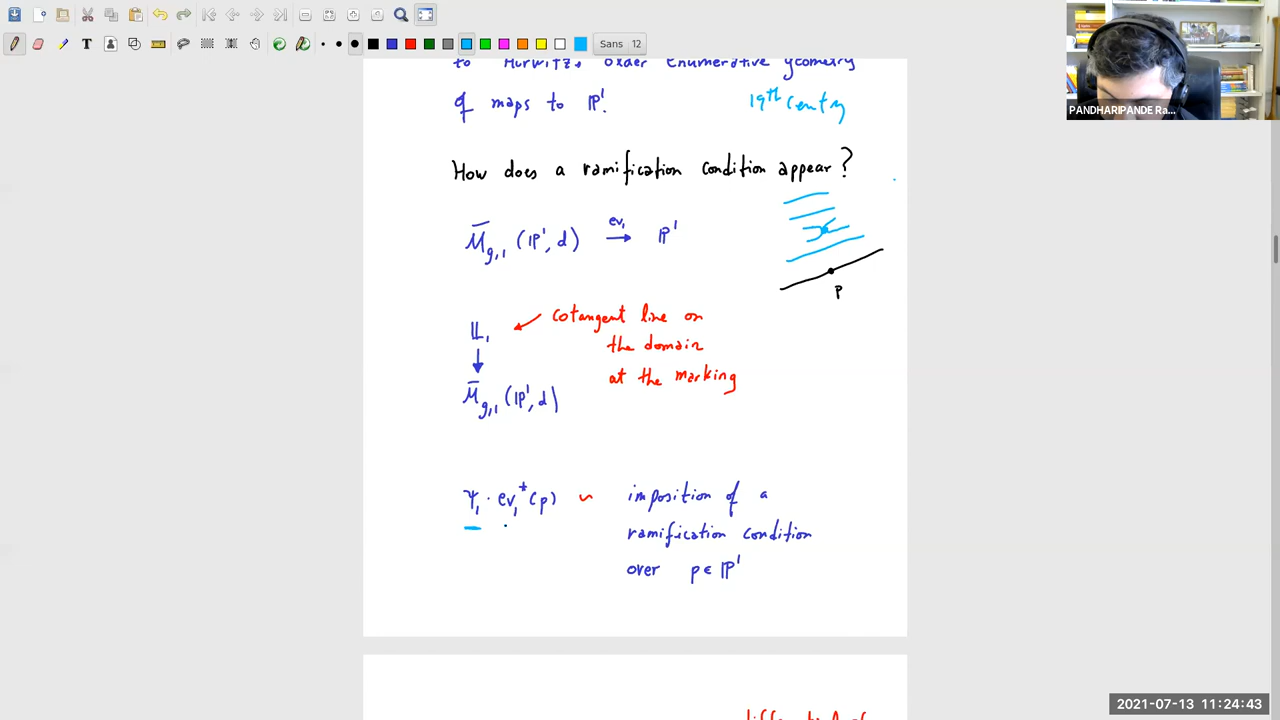 Sans 12
PANDHARIPANDE Ra...
to Hurwitz, older Enumerative geometry
of maps to ℙ¹.
19th Centry
How does a ramification condition appear?
M̄g,1 (ℙ¹, d) ev₁ → ℙ¹
p
𝕃₁
cotangent line on
the domain
at the marking
↓
M̄g,1 (ℙ¹, d)
ψ₁ · ev₁*(p) ~ imposition of a
ramification condition
over p ∈ ℙ¹
2021-07-13 11:24:43